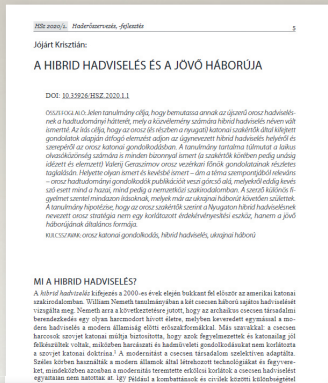 HSz 2020/1. Haderőszervezés, -fejlesztés 3
Jójárt Krisztián:
A HIBRID HADVISELÉS ÉS A JÖVŐ HÁBORÚJA
DOI: 10.35926/HSZ.2020.1.1
ÖSSZEFOGLALÓ: Jelen tanulmány célja, hogy bemutassa annak az újszerű orosz hadviselés-
nek a hadtudományi hátterét, mely a közvélemény számára hibrid hadviselés néven vált
ismertté. Az írás célja, hogy az orosz (és részben a nyugati) katonai szakértők által kifejtett
gondolatok alapján átfogó elemzést adjon az úgynevezett hibrid hadviselés helyéről és
szerepéről az orosz katonai gondolkodásban. A tanulmány tartalma túlmutat a laikus
olvasóközönség számára is minden bizonnyal ismert (a szakértők körében pedig unásig
idézett és elemzett) Valerij Geraszimov orosz vezérkari főnök gondolatainak részletes
taglalásán. Helyette olyan ismert és kevésbé ismert – ám a téma szempontjából releváns
– orosz hadtudományi gondolkodók publikációit veszi górcső alá, melyekről eddig kevés
szó esett mind a hazai, mind pedig a nemzetközi szakirodalomban. A szerző különös fi-
gyelmet szentel mindazon írásoknak, melyek már az ukrajnai háborút követően születtek.
A tanulmány hipotézise, hogy az orosz szakértők szerint a Nyugaton hibrid hadviselésnek
nevezett orosz stratégia nem egy korlátozott érdekérvényesítési eszköz, hanem a jövő
háborújának általános formája.
KULCSSZAVAK: orosz katonai gondolkodás, hibrid hadviselés, ukrajnai háború
MI A HIBRID HADVISELÉS?
A hibrid hadviselés kifejezés a 2000-es évek elején bukkant fel először az amerikai katonai
szakirodalomban. William Nemeth tanulmányában a két csecsen háború sajátos hadviselését
vizsgálta meg. Nemeth arra a következtetésre jutott, hogy az archaikus csecsen társadalmi
berendezkedés egy olyan harcmodort hívott életre, melyben keveredett egymással a mo-
dern hadviselés a modern államiság előtti erőszakformákkal. Más szavakkal: a csecsen
harcosok szovjet katonai múltja biztosította, hogy azok fegyelmezettek és katonailag jól
felkészültek voltak, miközben harcászati és hadműveleti gondolkodásukat nem korlátozta
a szovjet katonai doktrína. A modernitást a csecsen társadalom szelektíven adaptálta.
Széles körben használták a modern államok által létrehozott technológiákat és fegyvere-
ket, mindeközben azonban a modernitás teremtette erkölcsi korlátok a csecsen hadviselést
egyáltalán nem hatották át. Így Például a kombattánsok és civilek közötti különbségtétel